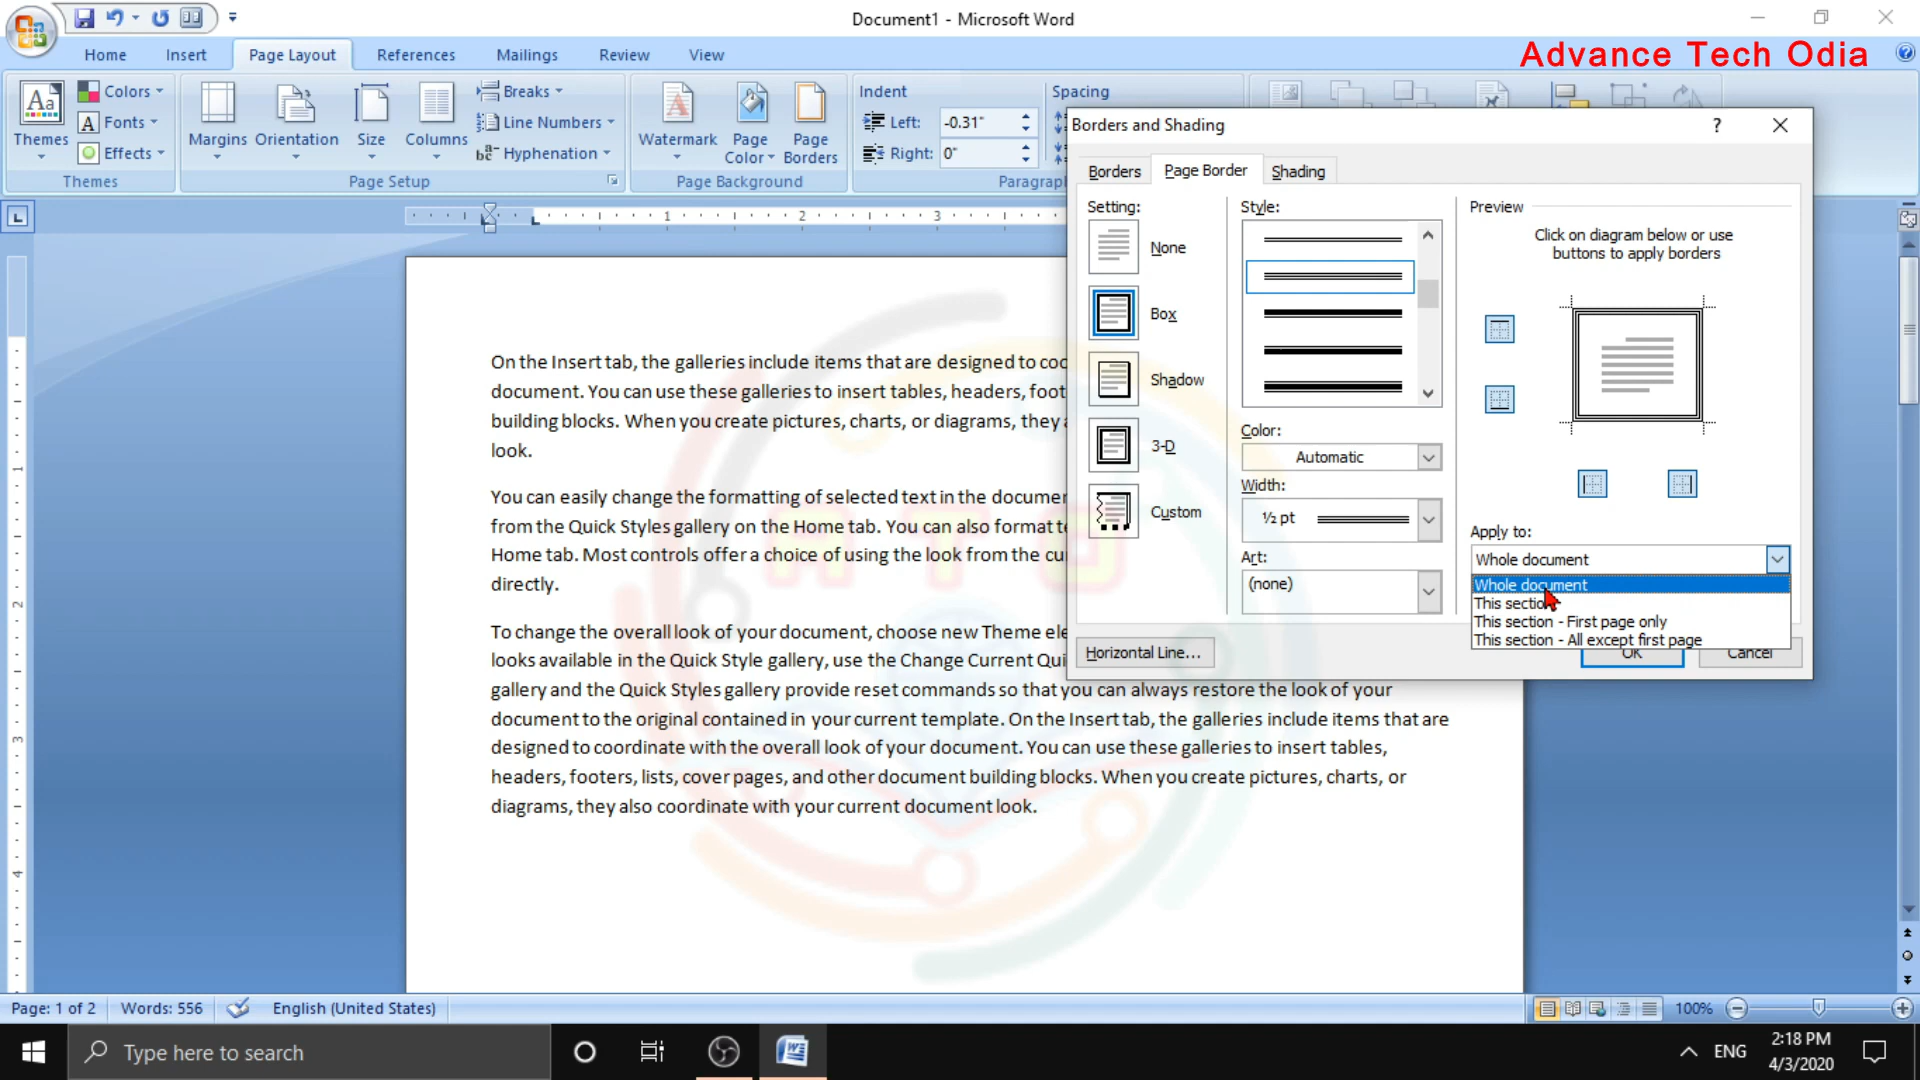 Document1 - Microsoft Word
Home Insert Page Layout References Mailings Review View
Advance Tech Odia
Aa
Themes
Colors
Fonts
Effects
Themes
Margins
Orientation
Size
Columns
Breaks
Line Numbers
Hyphenation
Page Setup
Watermark
Page Color
Page Borders
Page Background
Indent
Left: -0.31"
Right: 0"
Spacing
Paragrap
1 2 3
Borders and Shading
Borders Page Border Shading
Setting:
None
Box
Shadow
3-D
Custom
Style:
Color:
Automatic
Width:
½ pt
Art:
(none)
Preview
Click on diagram below or use
buttons to apply borders
Apply to:
Whole document
Whole document
This section
This section - First page only
This section - All except first page
Horizontal Line...
OK
Cancel
On the Insert tab, the galleries include items that are designed to coo
document. You can use these galleries to insert tables, headers, foot
building blocks. When you create pictures, charts, or diagrams, they a
look.
You can easily change the formatting of selected text in the documen
from the Quick Styles gallery on the Home tab. You can also format te
Home tab. Most controls offer a choice of using the look from the cu
directly.
To change the overall look of your document, choose new Theme ele
looks available in the Quick Style gallery, use the Change Current Qui
gallery and the Quick Styles gallery provide reset commands so that you can always restore the look of your
document to the original contained in your current template. On the Insert tab, the galleries include items that are
designed to coordinate with the overall look of your document. You can use these galleries to insert tables,
headers, footers, lists, cover pages, and other document building blocks. When you create pictures, charts, or
diagrams, they also coordinate with your current document look.
ATO
1
2
3
4
Page: 1 of 2 Words: 556 English (United States) 100%
Type here to search
ENG
2:18 PM
4/3/2020